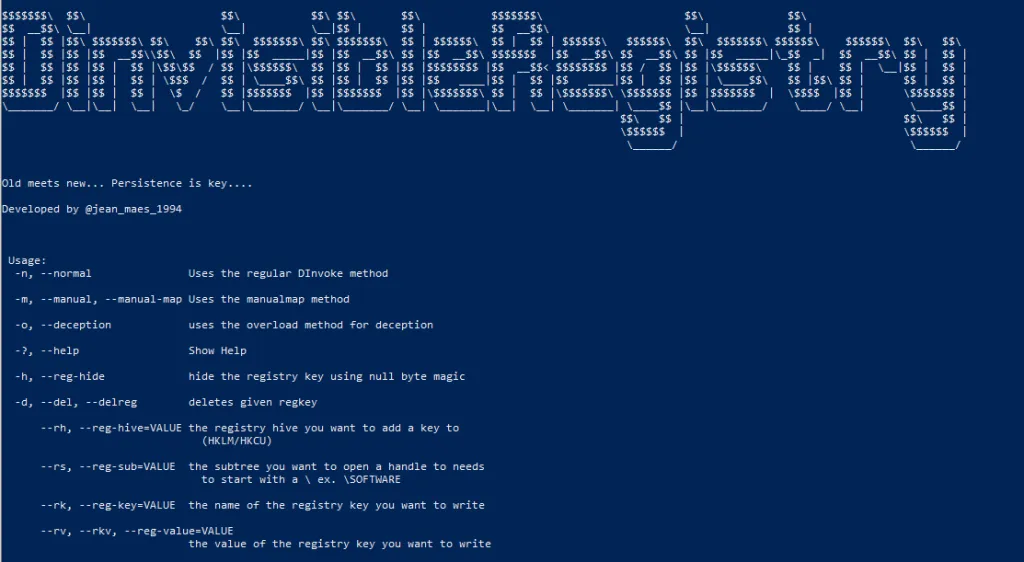 DInvisibleRegistry
Old meets new... Persistence is key....
Developed by @jean_maes_1994
Usage:
-n, --normal Uses the regular DInvoke method
-m, --manual, --manual-map Uses the manualmap method
-o, --deception uses the overload method for deception
-?, --help Show Help
-h, --reg-hide hide the registry key using null byte magic
-d, --del, --delreg deletes given regkey
--rh, --reg-hive=VALUE the registry hive you want to add a key to
(HKLM/HKCU)
--rs, --reg-sub=VALUE the subtree you want to open a handle to needs
to start with a \ ex. \SOFTWARE
--rk, --reg-key=VALUE the name of the registry key you want to write
--rv, --rkv, --reg-value=VALUE
the value of the registry key you want to write